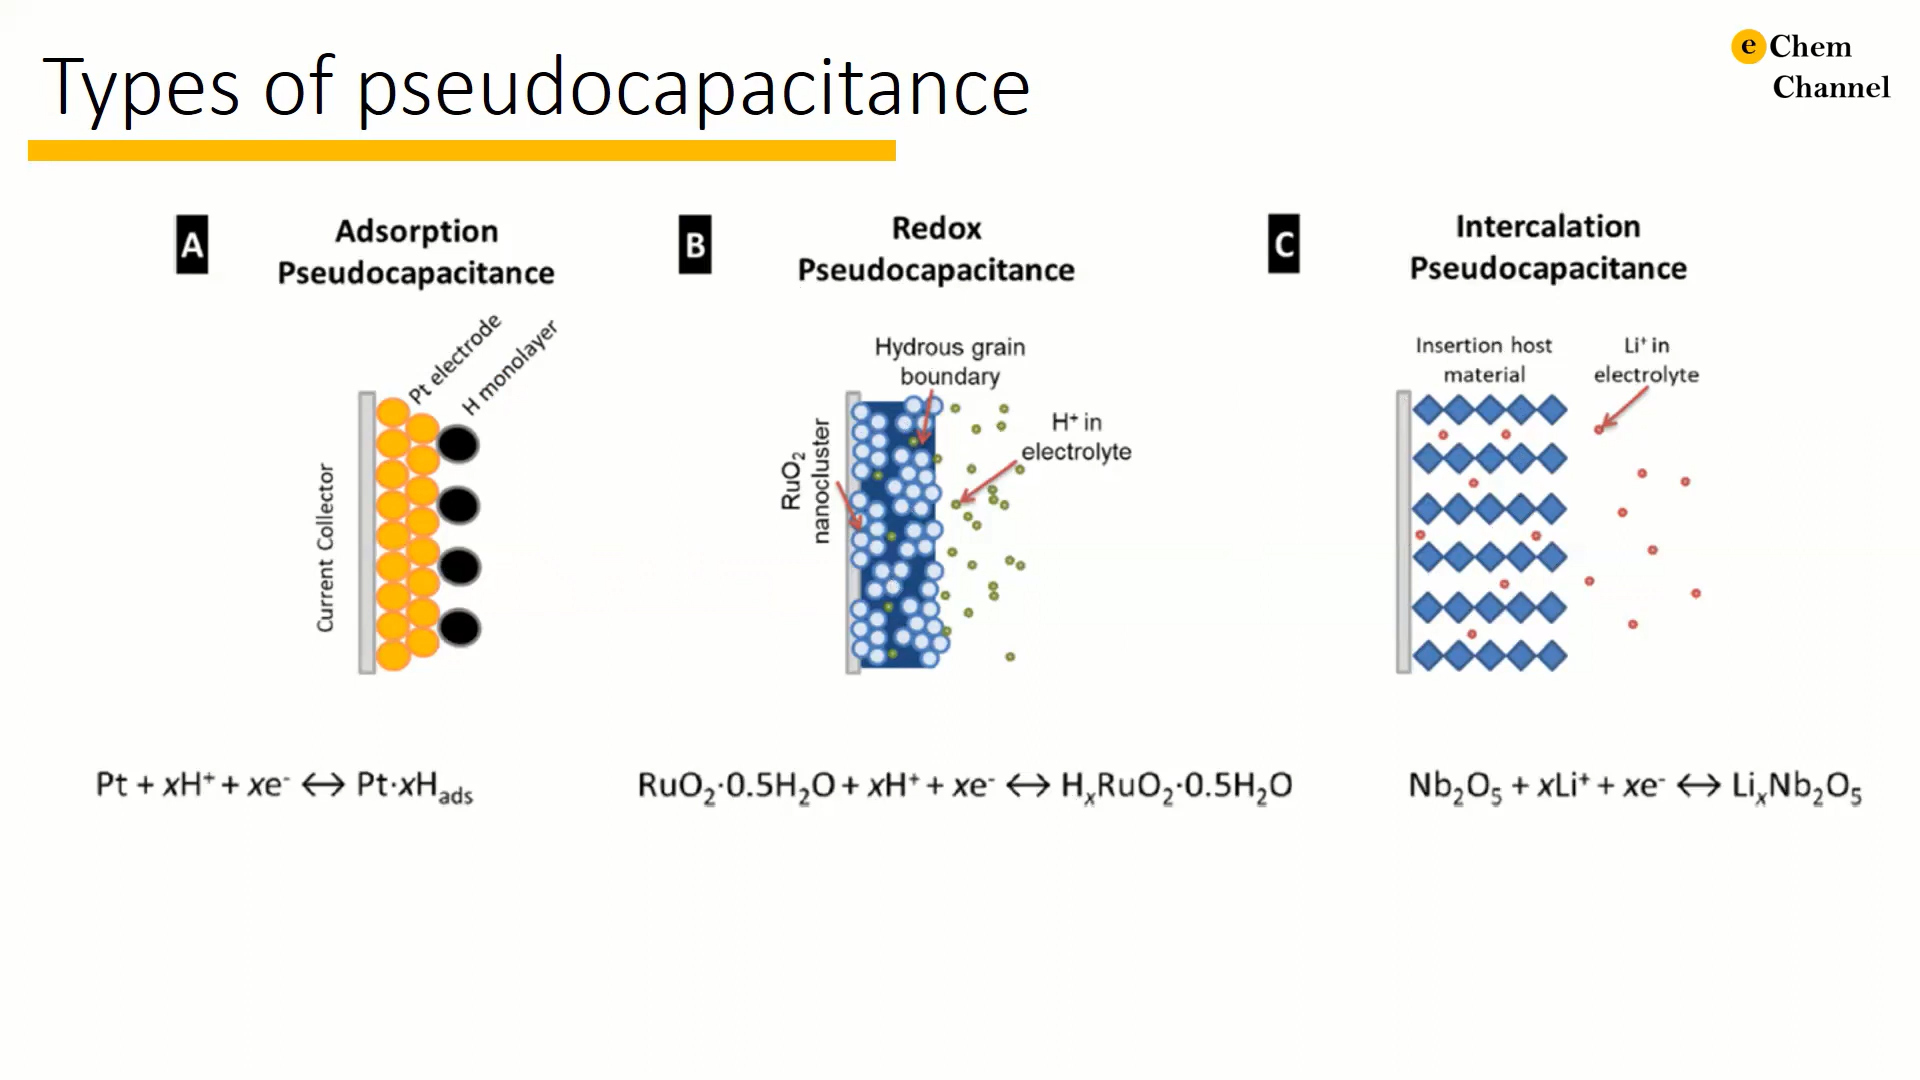 Types of pseudocapacitance
e Chem
Channel
A
Adsorption
Pseudocapacitance
Pt electrode
H monolayer
Current Collector
Pt + xH⁺ + xe⁻ ↔ Pt·xHads
B
Redox
Pseudocapacitance
Hydrous grain
boundary
H⁺ in
electrolyte
RuO₂
nanocluster
RuO₂·0.5H₂O + xH⁺ + xe⁻ ↔ HₓRuO₂·0.5H₂O
C
Intercalation
Pseudocapacitance
Insertion host
material
Li⁺ in
electrolyte
Nb₂O₅ + xLi⁺ + xe⁻ ↔ LiₓNb₂O₅